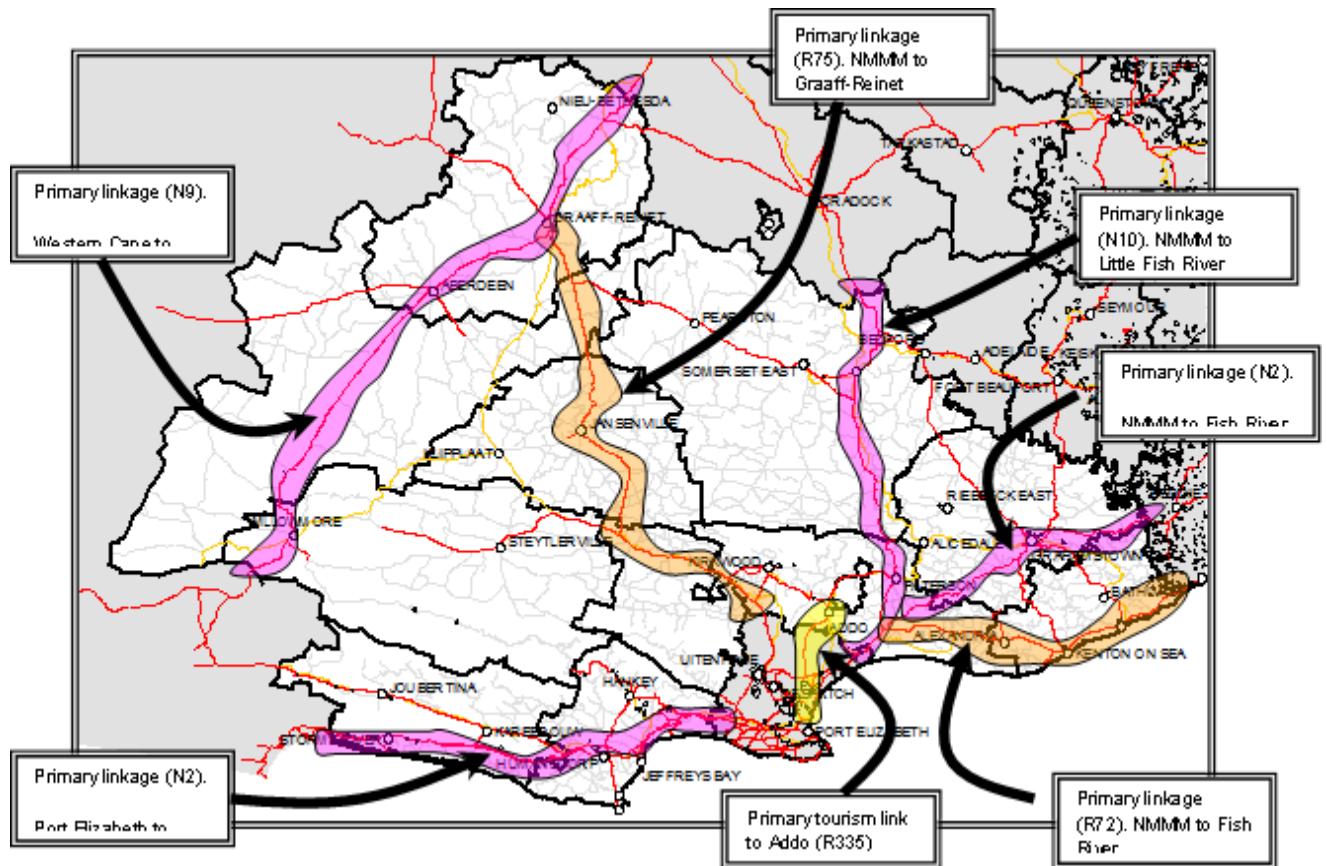 Primary linkage
(R75). NMMM to
Graaff-Reinet
Primary linkage (N9).
Western Cape to
Primary linkage
(N10). NMMM to
Little Fish River
Primary linkage (N2).
NMMM to Fish River
Primary linkage (N2).
Port Elizabeth to
Primary tourism link
to Addo (R335)
Primary linkage
(R72). NMMM to Fish
River
NIEU-BETHESDA
QUEENSTOWN
TARKASTAD
CRADOCK
GRAAFF-REINET
ABERDEEN
PEARSTON
SEYMOUR
BEDFORD
ADELAIDE
SOMERSET EAST
FORT BEAUFORT
JANSENVILLE
KLIPPLAATO
RIEBEECK EAST
WILLOWMORE
STEYTLERVILLE
ALICEDALE
GRAHAMSTOWN
KIRKWOOD
PATERSON
ADDO
ALEXANDRIA
KENTON ON SEA
JOUBERTINA
HANKEY
KAREEDOUW
PORT ELIZABETH
HUMANSDORP
JEFFREYS BAY